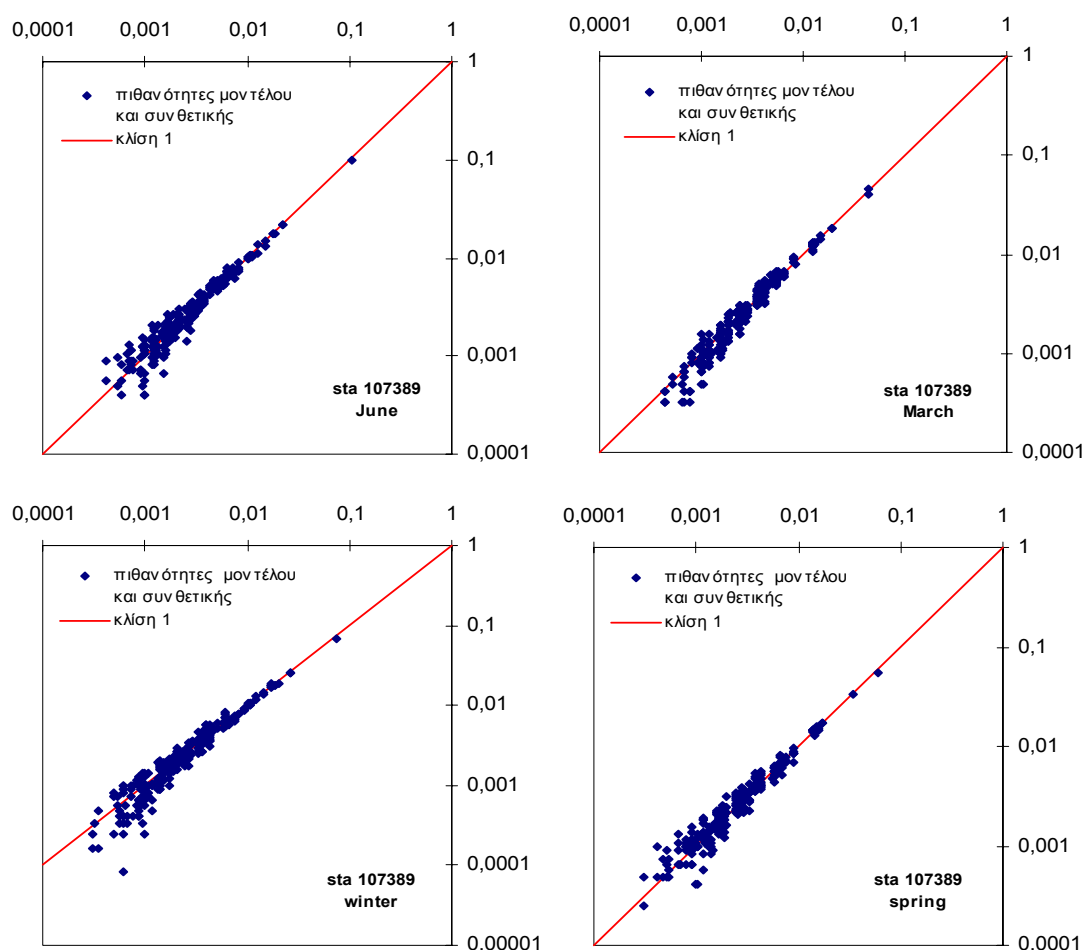 0,0001 0,001 0,01 0,1 1
1
πιθανότητες μοντέλου
και συνθετικής
κλίση 1
0,1
0,01
0,001
sta 107389
June
0,0001
0,0001 0,001 0,01 0,1 1
1
πιθανότητες μοντέλου
και συνθετικής
κλίση 1
0,1
0,01
0,001
sta 107389
March
0,0001
0,0001 0,001 0,01 0,1 1
1
πιθανότητες μοντέλου
και συνθετικής
κλίση 1
0,1
0,01
0,001
0,0001
sta 107389
winter
0,00001
0,0001 0,001 0,01 0,1 1
1
πιθανότητες μοντέλου
και συνθετικής
κλίση 1
0,1
0,01
0,001
sta 107389
spring
0,0001